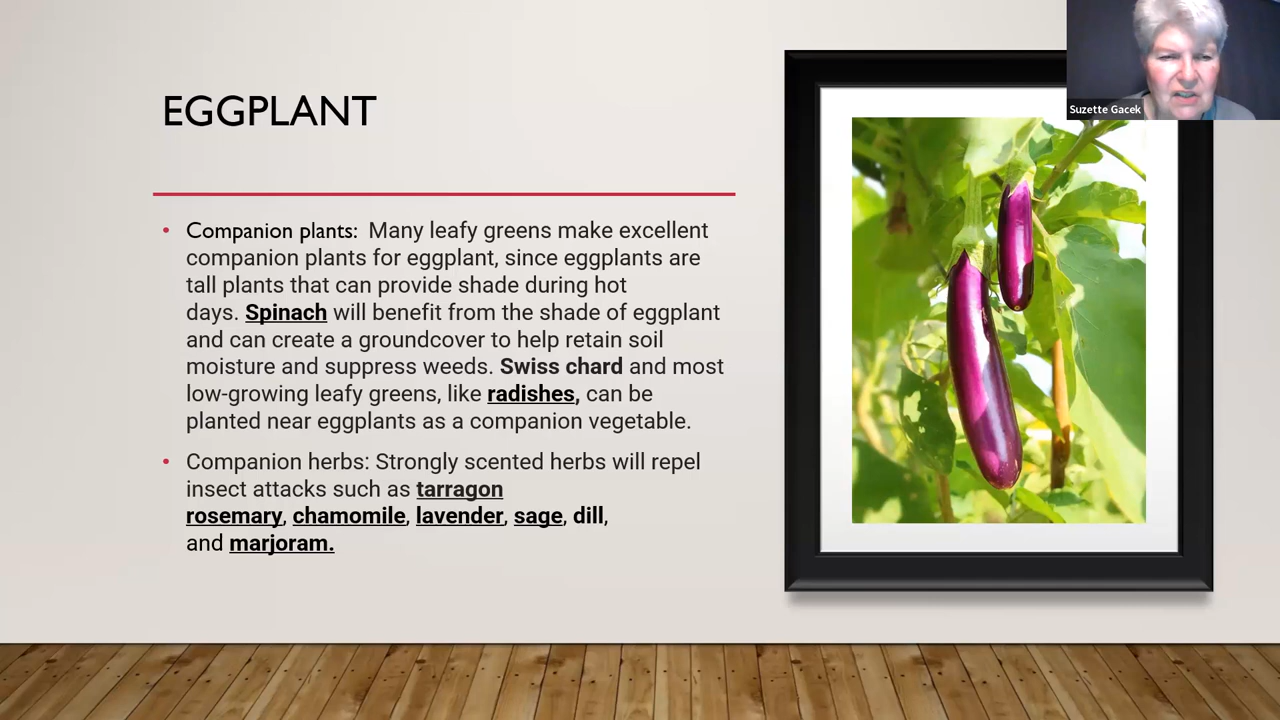 EGGPLANT
Suzette Gacek
• Companion plants: Many leafy greens make excellent
companion plants for eggplant, since eggplants are
tall plants that can provide shade during hot
days. Spinach will benefit from the shade of eggplant
and can create a groundcover to help retain soil
moisture and suppress weeds. Swiss chard and most
low-growing leafy greens, like radishes, can be
planted near eggplants as a companion vegetable.
• Companion herbs: Strongly scented herbs will repel
insect attacks such as tarragon
rosemary, chamomile, lavender, sage, dill,
and marjoram.